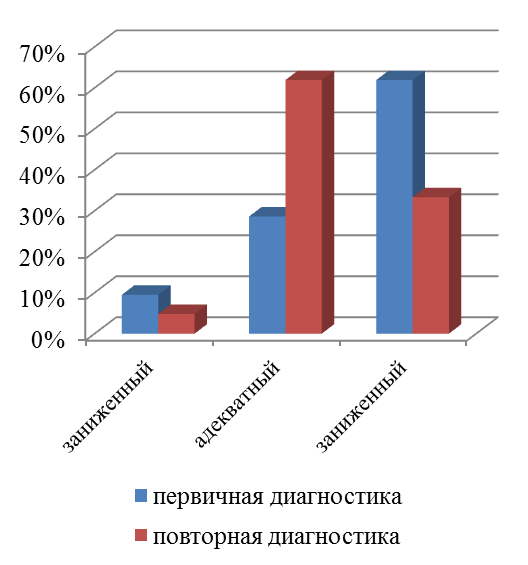 70%
60%
50%
40%
30%
20%
10%
0%
заниженный
адекватный
заниженный
первичная диагностика
повторная диагностика